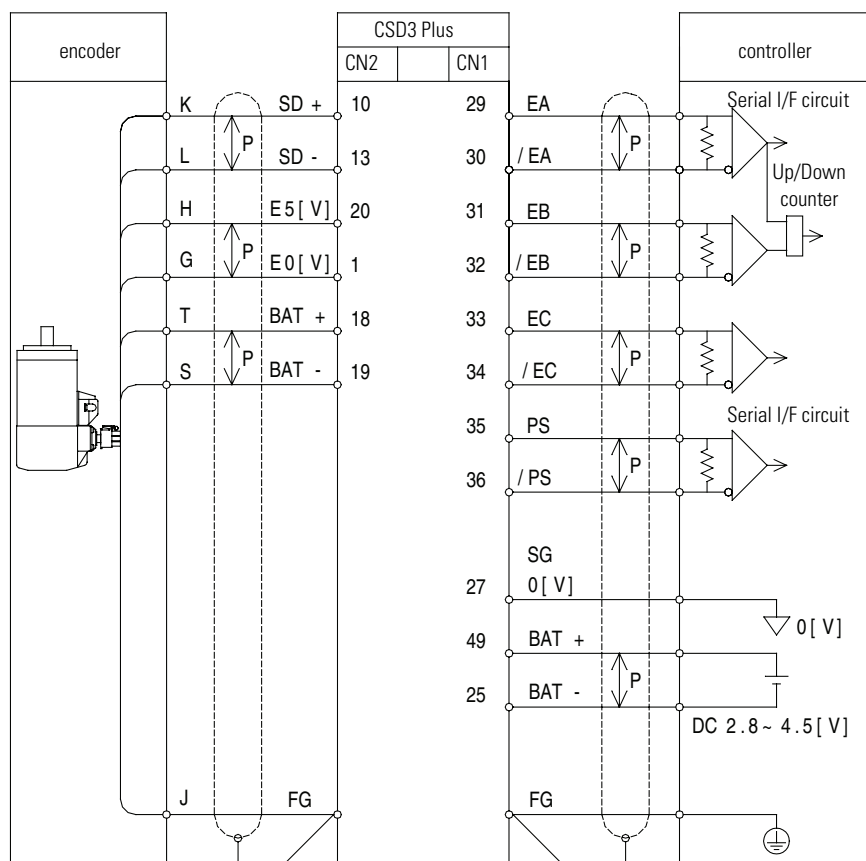 CSD3 Plus
encoder
CN2
CN1
controller
K SD + 10 29 EA Serial I/F circuit
P P
L SD - 13 30 / EA
Up/Down
counter
H E5[ V] 20 31 EB
P P
G E0[ V] 1 32 / EB
T BAT + 18 33 EC
P P
S BAT - 19 34 / EC
35 PS Serial I/F circuit
P
36 / PS
SG
27 0[ V]
0[ V]
49 BAT +
P
25 BAT -
DC 2.8~ 4.5[ V]
J FG FG